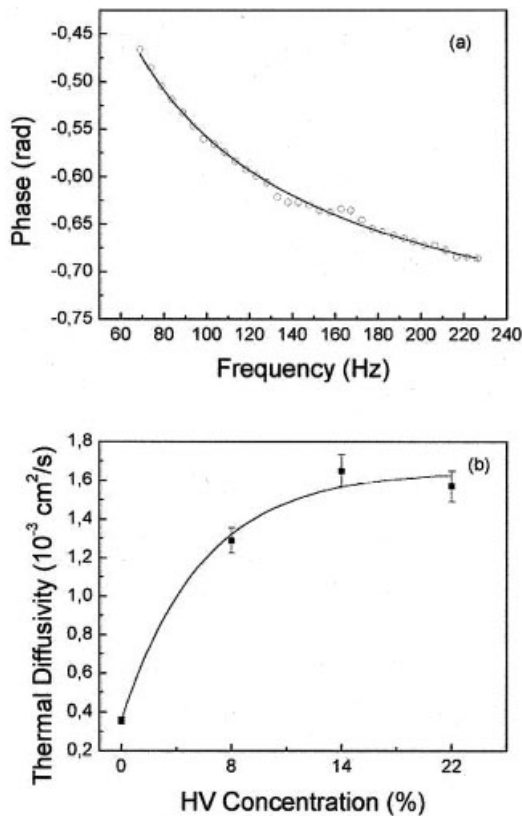 (a)
-0,45
-0,50
-0,55
-0,60
-0,65
-0,70
-0,75
Phase (rad)
60 80 100 120 140 160 180 200 220 240
Frequency (Hz)
(b)
1,8
1,6
1,4
1,2
1,0
0,8
0,6
0,4
0,2
Thermal Diffusivity (10⁻³ cm²/s)
0 8 14 22
HV Concentration (%)